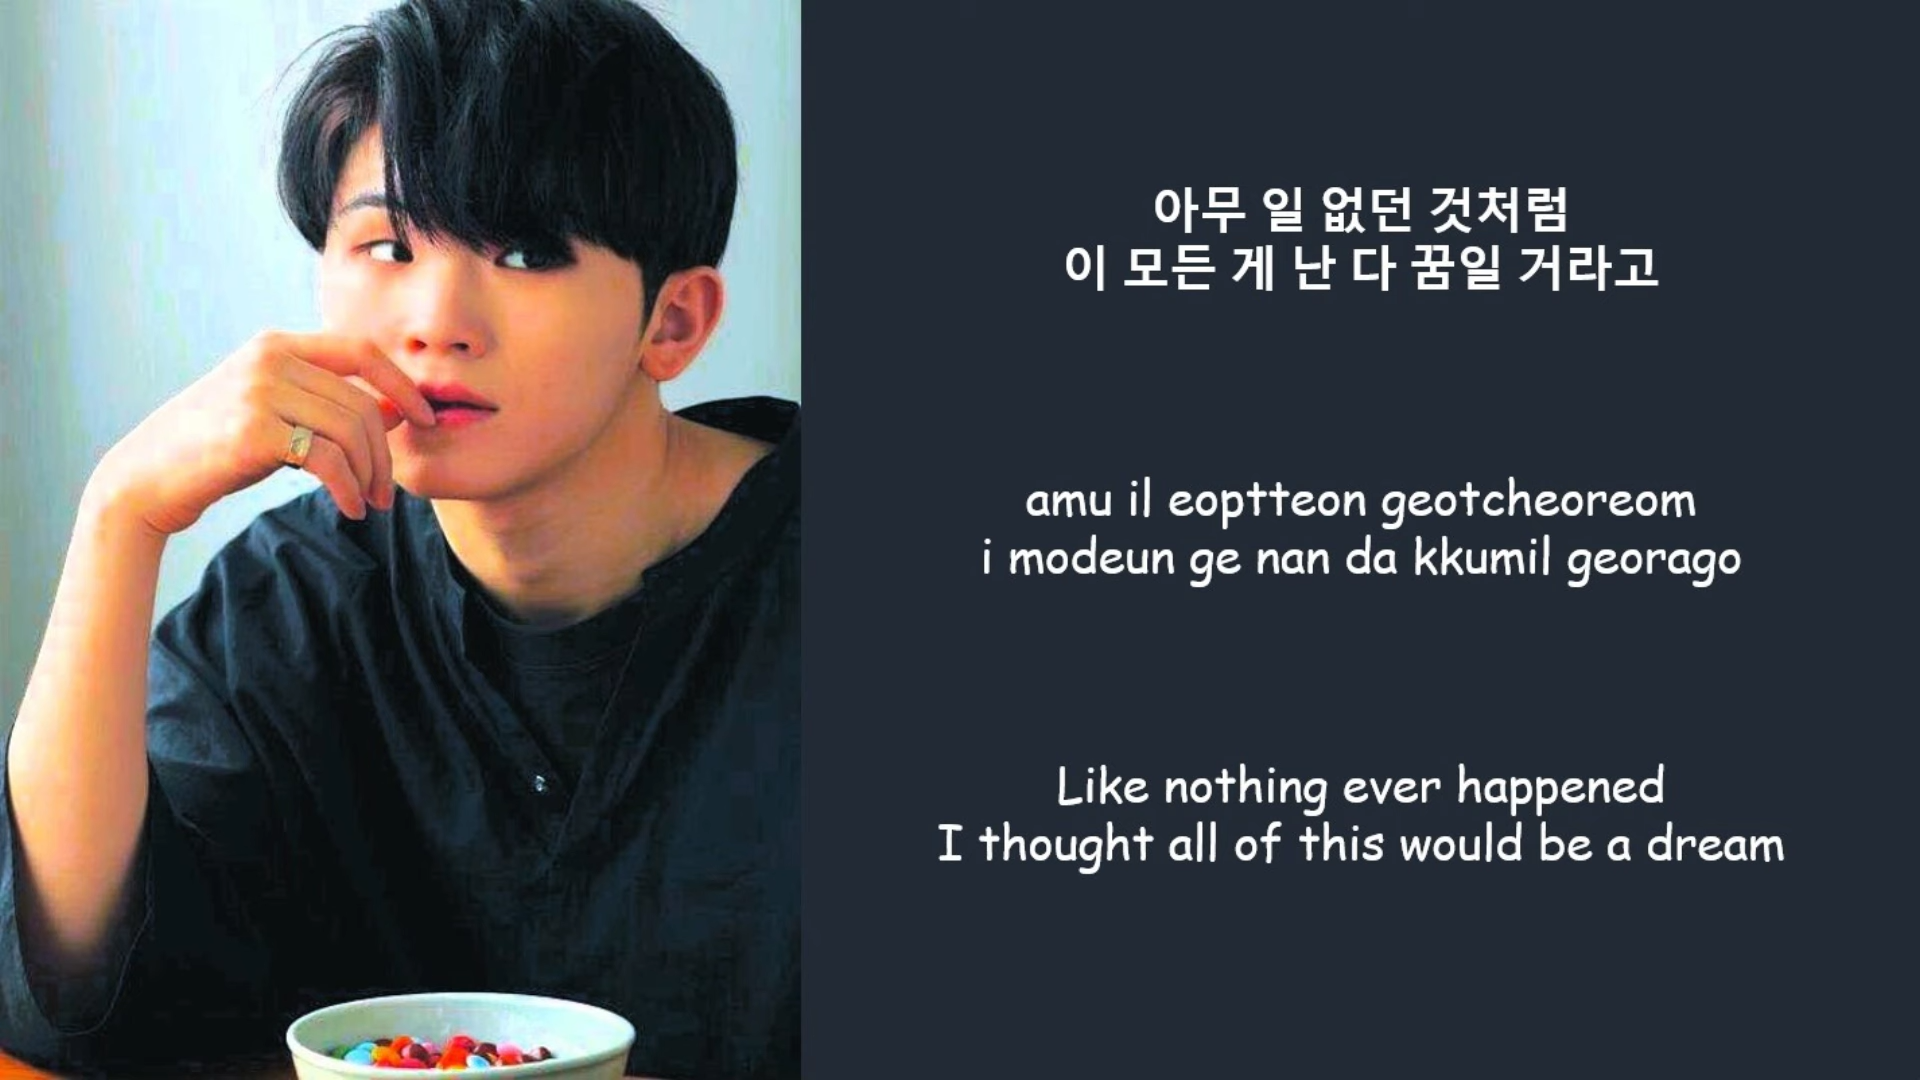 아무 일 없던 것처럼
이 모든 게 난 다 꿈일 거라고
amu il eoptteon geotcheoreom
i modeun ge nan da kkumil georago
Like nothing ever happened
I thought all of this would be a dream